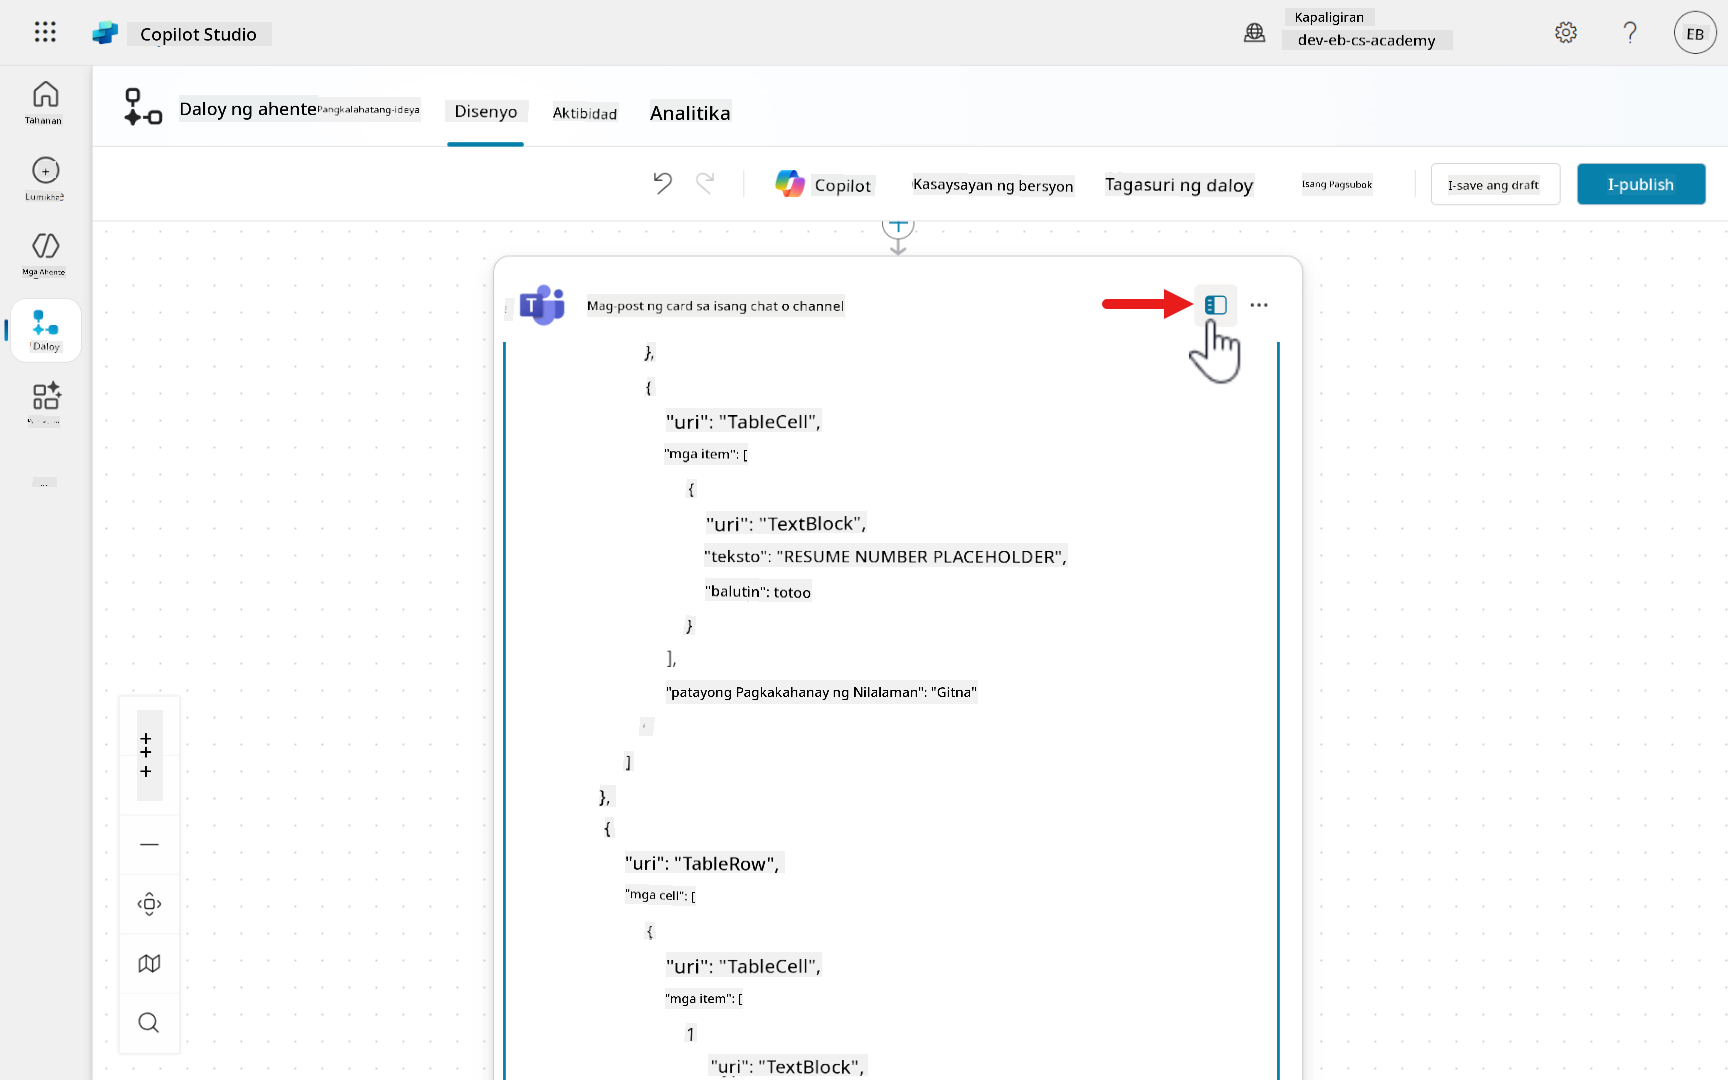 Copilot Studio
Kapaligiran
dev-eb-cs-academy
EB
Tahanan
Lumikha
Mga Ahente
Daloy
...
Daloy ng ahente
Pangkalahatang-ideya
Disenyo
Aktibidad
Analitika
Copilot
Kasaysayan ng bersyon
Tagasuri ng daloy
Isang Pagsubok
I-save ang draft
I-publish
Mag-post ng card sa isang chat o channel
},
{
"uri": "TableCell",
"mga item": [
{
"uri": "TextBlock",
"teksto": "RESUME NUMBER PLACEHOLDER",
"balutin": totoo
}
],
"patayong Pagkakahanay ng Nilalaman": "Gitna"
]
},
{
"uri": "TableRow",
"mga cell": [
{
"uri": "TableCell",
"mga item": [
1
"uri": "TextBlock",